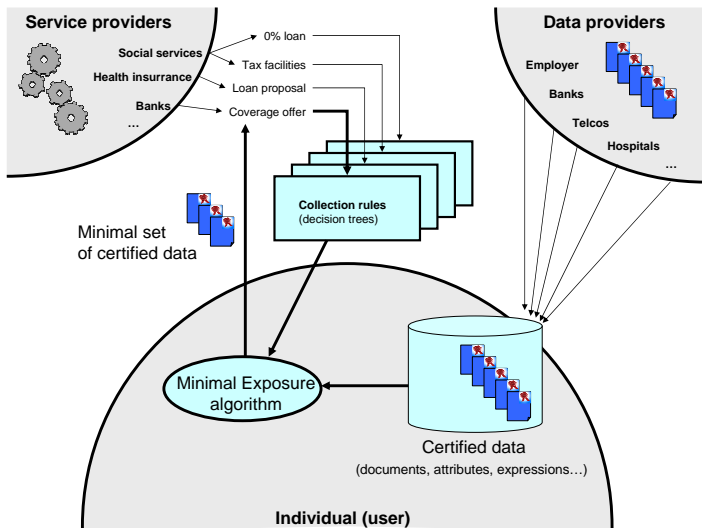 Service providers
Social services
Health insurrance
Banks
...
0% loan
Tax facilities
Loan proposal
Coverage offer
Data providers
Employer
Banks
Telcos
Hospitals
...
Collection rules
(decision trees)
Minimal set
of certified data
Minimal Exposure
algorithm
Certified data
(documents, attributes, expressions…)
Individual (user)